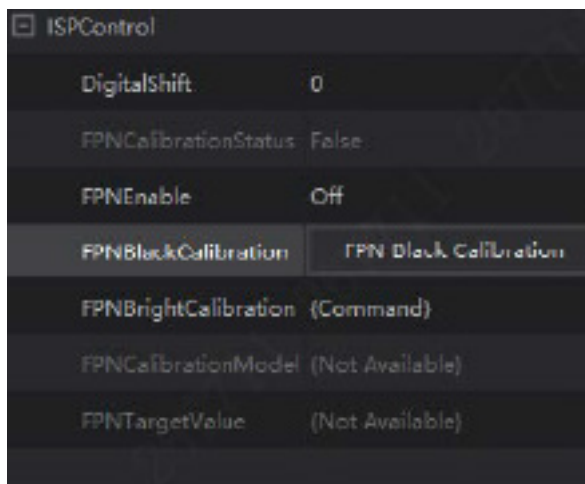 ISPControl
DigitalShift 0
FPNCalibrationStatus False
FPNEnable Off
FPNBlackCalibration FPN Black Calibration
FPNBrightCalibration (Command)
FPNCalibrationModel (Not Available)
FPNTargetValue (Not Available)